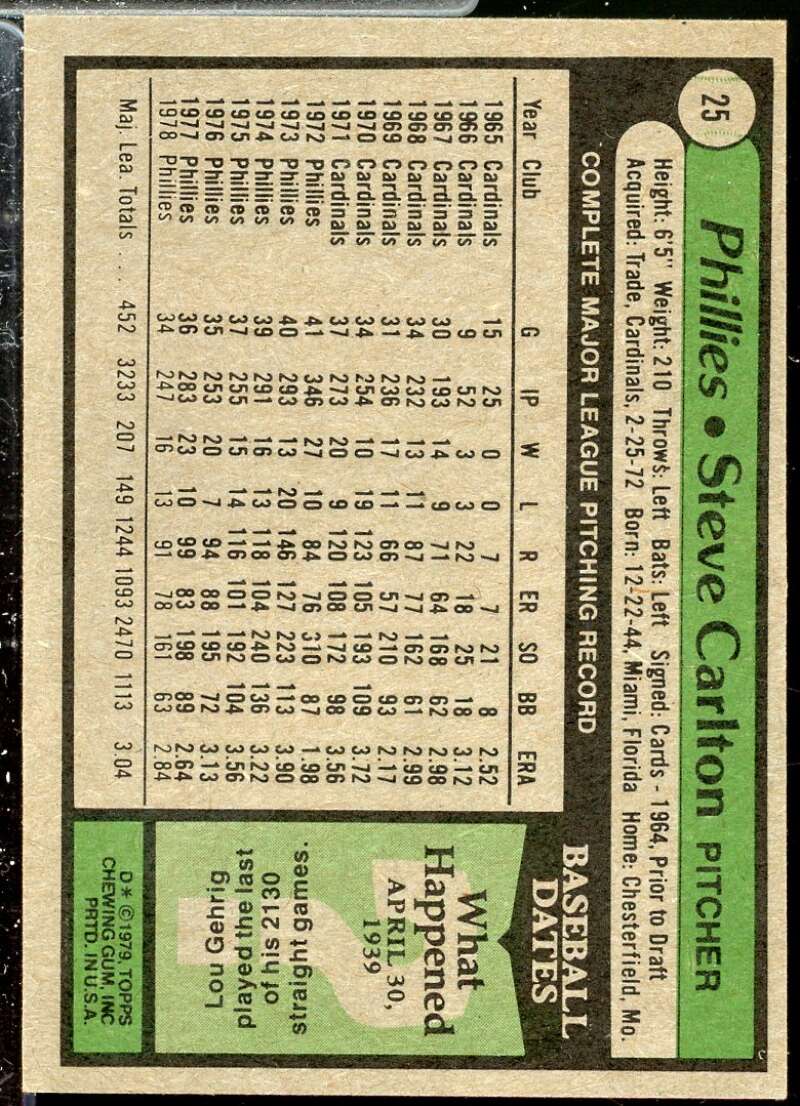 25
Phillies • Steve Carlton PITCHER
Height: 6'5" Weight: 210 Throws: Left Bats: Left Signed: Cards - 1964, Prior to Draft
Acquired: Trade, Cardinals, 2-25-72 Born: 12-22-44, Miami, Florida Home: Chesterfield, Mo.
COMPLETE MAJOR LEAGUE PITCHING RECORD
Year Club G IP W L R ER SO BB ERA
1965 Cardinals 15 25 0 0 7 7 21 8 2.52
1966 Cardinals 9 52 3 3 22 18 25 18 3.12
1967 Cardinals 30 193 14 9 71 64 168 62 2.98
1968 Cardinals 34 232 13 11 87 77 162 61 2.99
1969 Cardinals 31 236 17 11 66 57 210 93 2.17
1970 Cardinals 34 254 10 19 123 105 193 109 3.72
1971 Cardinals 37 273 20 9 120 108 172 98 3.56
1972 Phillies 41 346 27 10 84 76 310 87 1.98
1973 Phillies 40 293 13 20 146 127 223 113 3.90
1974 Phillies 39 291 16 13 118 104 240 136 3.22
1975 Phillies 37 255 15 14 116 101 192 104 3.56
1976 Phillies 35 253 20 7 94 88 195 72 3.13
1977 Phillies 36 283 23 10 99 83 198 89 2.64
1978 Phillies 34 247 16 13 91 78 161 63 2.84
Maj. Lea. Totals . . . 452 3233 207 149 1244 1093 2470 1113 3.04
BASEBALL
DATES
What
Happened
APRIL 30,
1939
Lou Gehrig
played the last
of his 2130
straight games.
D* © 1979, TOPPS
CHEWING GUM, INC
PRTD. IN U.S.A.